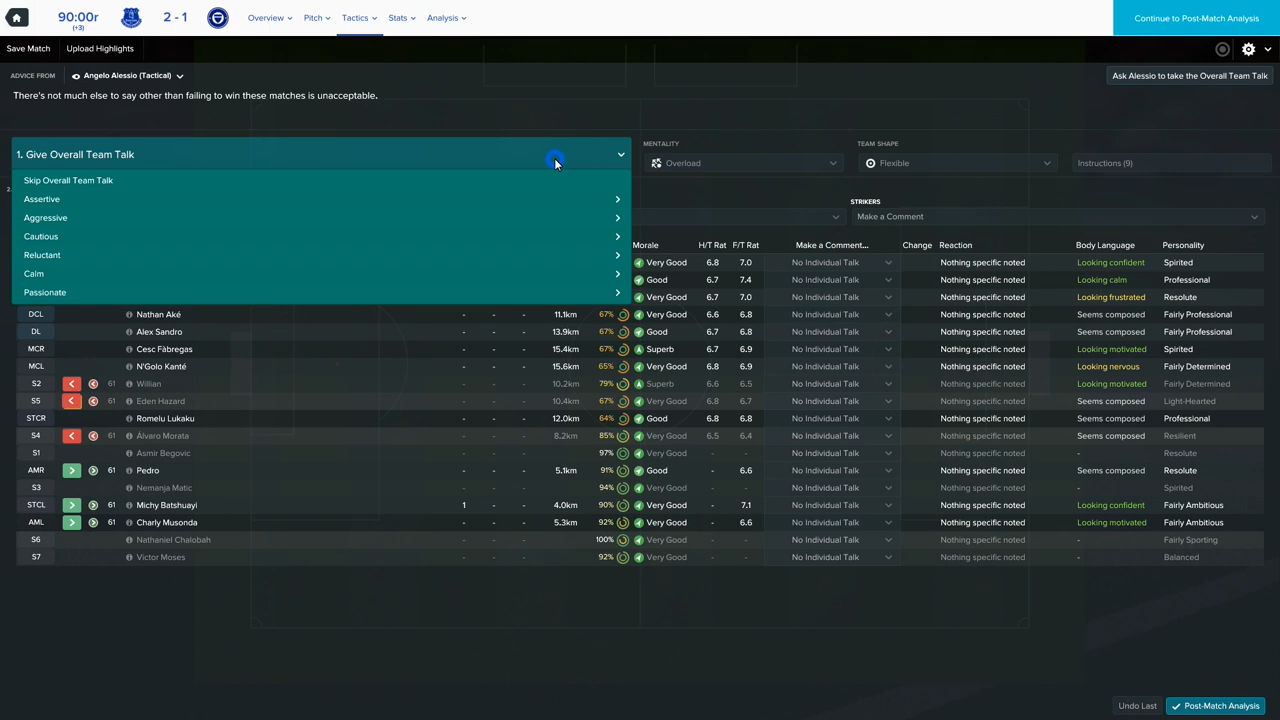 90:00r
(+3)
2 - 1
Overview
Pitch
Tactics
Stats
Analysis
Continue to Post-Match Analysis
Save Match
Upload Highlights
ADVICE FROM
Angelo Alessio (Tactical)
Ask Alessio to take the Overall Team Talk
There's not much else to say other than failing to win these matches is unacceptable.
MENTALITY
TEAM SHAPE
1. Give Overall Team Talk
Overload
Flexible
Instructions (9)
Skip Overall Team Talk
Assertive
Aggressive
Cautious
Reluctant
Calm
Passionate
2.
STRIKERS
Make a Comment
Morale H/T Rat F/T Rat Make a Comment... Change Reaction Body Language Personality
Very Good 6.8 7.0 No Individual Talk Nothing specific noted Looking confident Spirited
Good 6.7 7.4 No Individual Talk Nothing specific noted Looking calm Professional
Very Good 6.7 7.0 No Individual Talk Nothing specific noted Looking frustrated Resolute
DCL Nathan Aké - - - 11.1km 67% Very Good 6.6 6.8 No Individual Talk Nothing specific noted Seems composed Fairly Professional
DL Alex Sandro - - - 13.9km 67% Good 6.6 6.8 No Individual Talk Nothing specific noted Seems composed Fairly Professional
MCR Cesc Fàbregas - - - 15.4km 67% Superb 6.7 6.9 No Individual Talk Nothing specific noted Looking motivated Spirited
MCL N'Golo Kanté - - - 15.6km 65% Very Good 6.8 6.9 No Individual Talk Nothing specific noted Looking nervous Fairly Determined
S2 61 Willian - - - 10.2km 79% Superb 6.6 6.5 No Individual Talk Nothing specific noted Looking motivated Fairly Determined
S5 61 Eden Hazard - - - 10.4km 67% Very Good 6.8 6.7 No Individual Talk Nothing specific noted Seems composed Light-Hearted
STCR Romelu Lukaku - - - 12.0km 64% Good 6.8 6.8 No Individual Talk Nothing specific noted Seems composed Professional
S4 61 Álvaro Morata - - - 8.2km 85% Very Good 6.5 6.4 No Individual Talk Nothing specific noted Seems composed Resilient
S1 Asmir Begovic 97% Very Good - - No Individual Talk Nothing specific noted - Resolute
AMR 61 Pedro - - - 5.1km 91% Good - 6.6 No Individual Talk Nothing specific noted Seems composed Resolute
S3 Nemanja Matic - - - 94% Very Good - - No Individual Talk Nothing specific noted - Spirited
STCL 61 Michy Batshuayi 1 - - 4.0km 90% Very Good - 7.1 No Individual Talk Nothing specific noted Looking confident Fairly Ambitious
AML 61 Charly Musonda - - - 5.3km 92% Very Good - 6.6 No Individual Talk Nothing specific noted Looking motivated Fairly Ambitious
S6 Nathaniel Chalobah 100% Very Good - - No Individual Talk Nothing specific noted - Fairly Sporting
S7 Victor Moses 92% Very Good - - No Individual Talk Nothing specific noted - Balanced
Undo Last
Post-Match Analysis